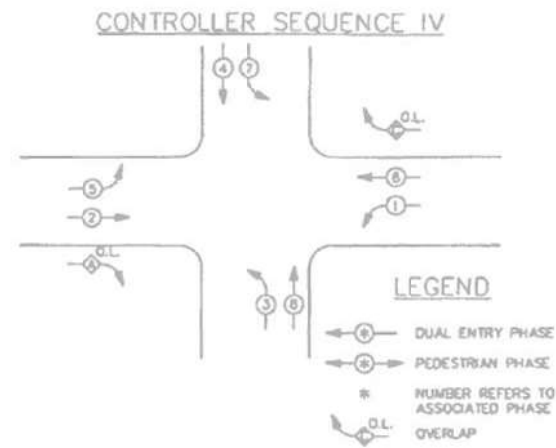 CONTROLLER SEQUENCE IV
4 7
O.L.
C
5
6
2
1
O.L.
A
3 8
LEGEND
* DUAL ENTRY PHASE
* PEDESTRIAN PHASE
* NUMBER REFERS TO
ASSOCIATED PHASE
O.L.
OVERLAP